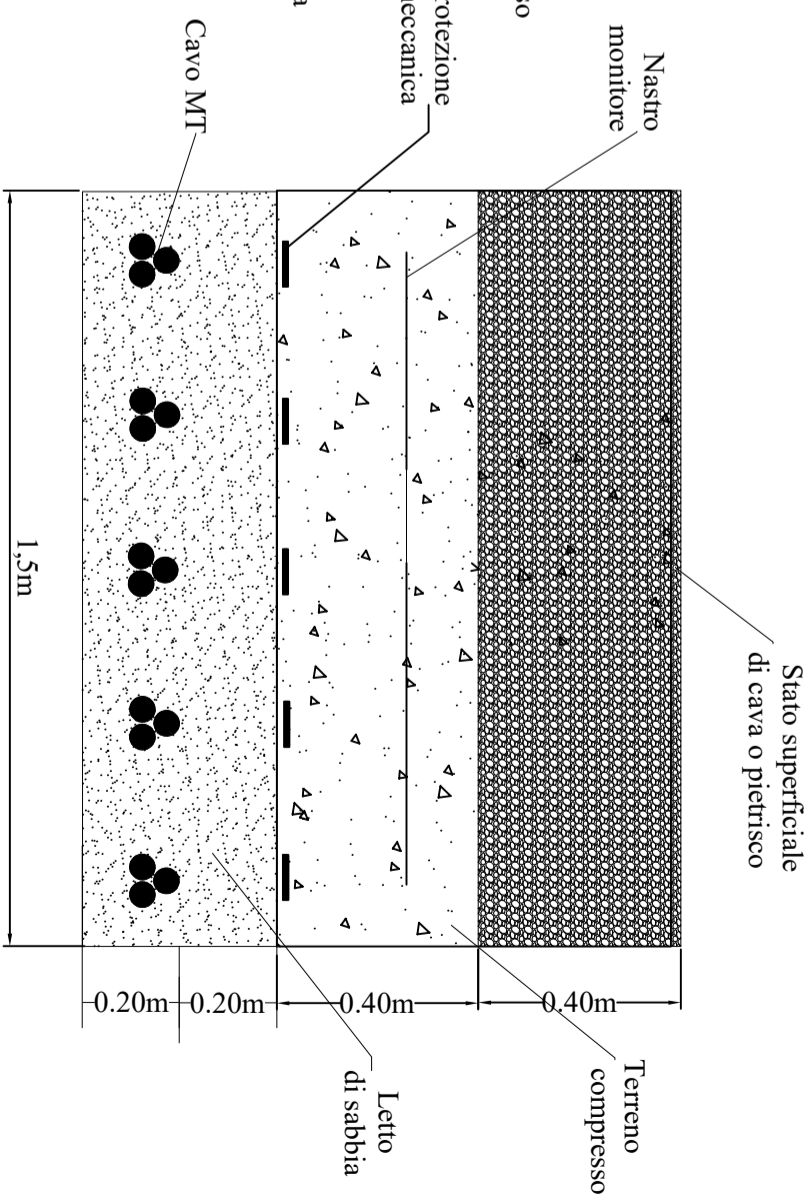 Stato superficiale
di cava o pietrisco
Nastro
monitore
so
rotezione
eccanica
a
Cavo MT
Terreno
compresso
Letto
di sabbia
0.40m
0.40m
0.20m
0.20m
1,5m